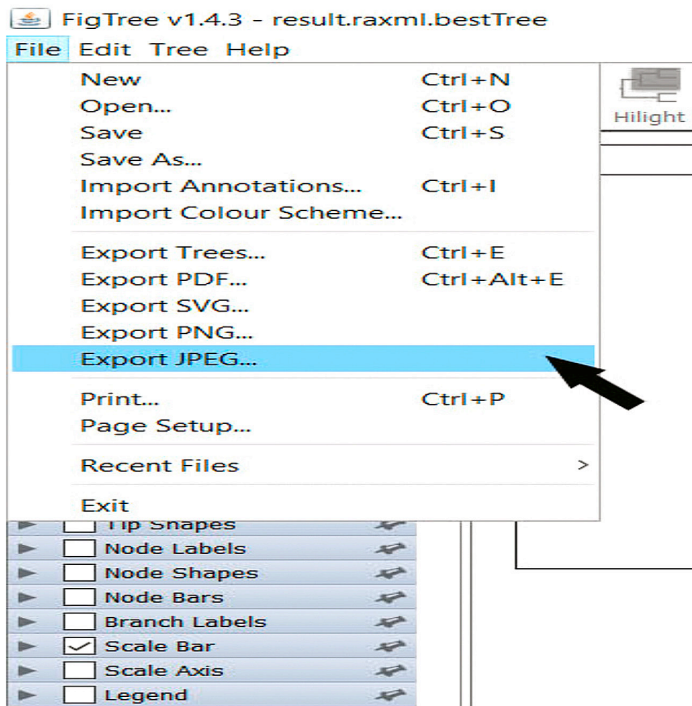 FigTree v1.4.3 - result.raxml.bestTree
File Edit Tree Help
New Ctrl+N
Open... Ctrl+O
Save Ctrl+S
Save As...
Import Annotations... Ctrl+I
Import Colour Scheme...
Export Trees... Ctrl+E
Export PDF... Ctrl+Alt+E
Export SVG...
Export PNG...
Export JPEG...
Print... Ctrl+P
Page Setup...
Recent Files >
Exit
Hilight
Tip Shapes
Node Labels
Node Shapes
Node Bars
Branch Labels
Scale Bar
Scale Axis
Legend